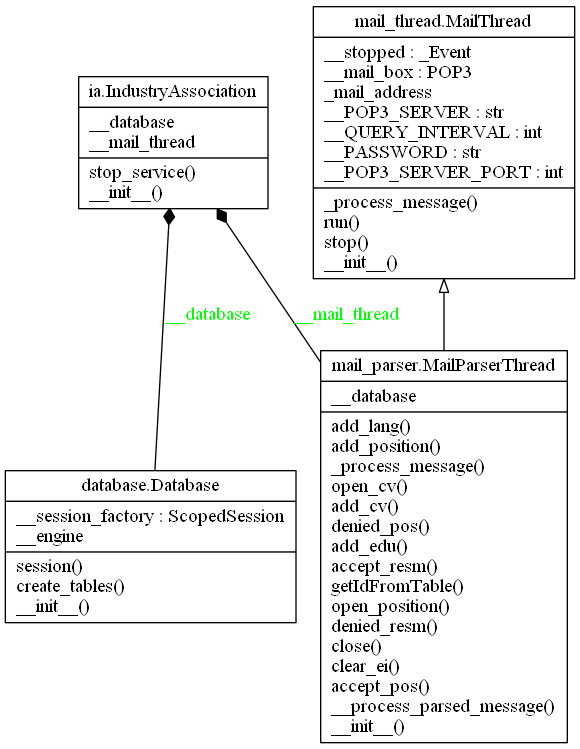 mail_thread.MailThread
__stopped : _Event
__mail_box : POP3
_mail_address
__POP3_SERVER : str
__QUERY_INTERVAL : int
__PASSWORD : str
__POP3_SERVER_PORT : int
_process_message()
run()
stop()
__init__()
ia.IndustryAssociation
__database
__mail_thread
stop_service()
__init__()
__database
__mail_thread
mail_parser.MailParserThread
__database
add_lang()
add_position()
_process_message()
open_cv()
add_cv()
denied_pos()
add_edu()
accept_resm()
getIdFromTable()
open_position()
denied_resm()
close()
clear_ei()
accept_pos()
__process_parsed_message()
__init__()
database.Database
__session_factory : ScopedSession
__engine
session()
create_tables()
__init__()